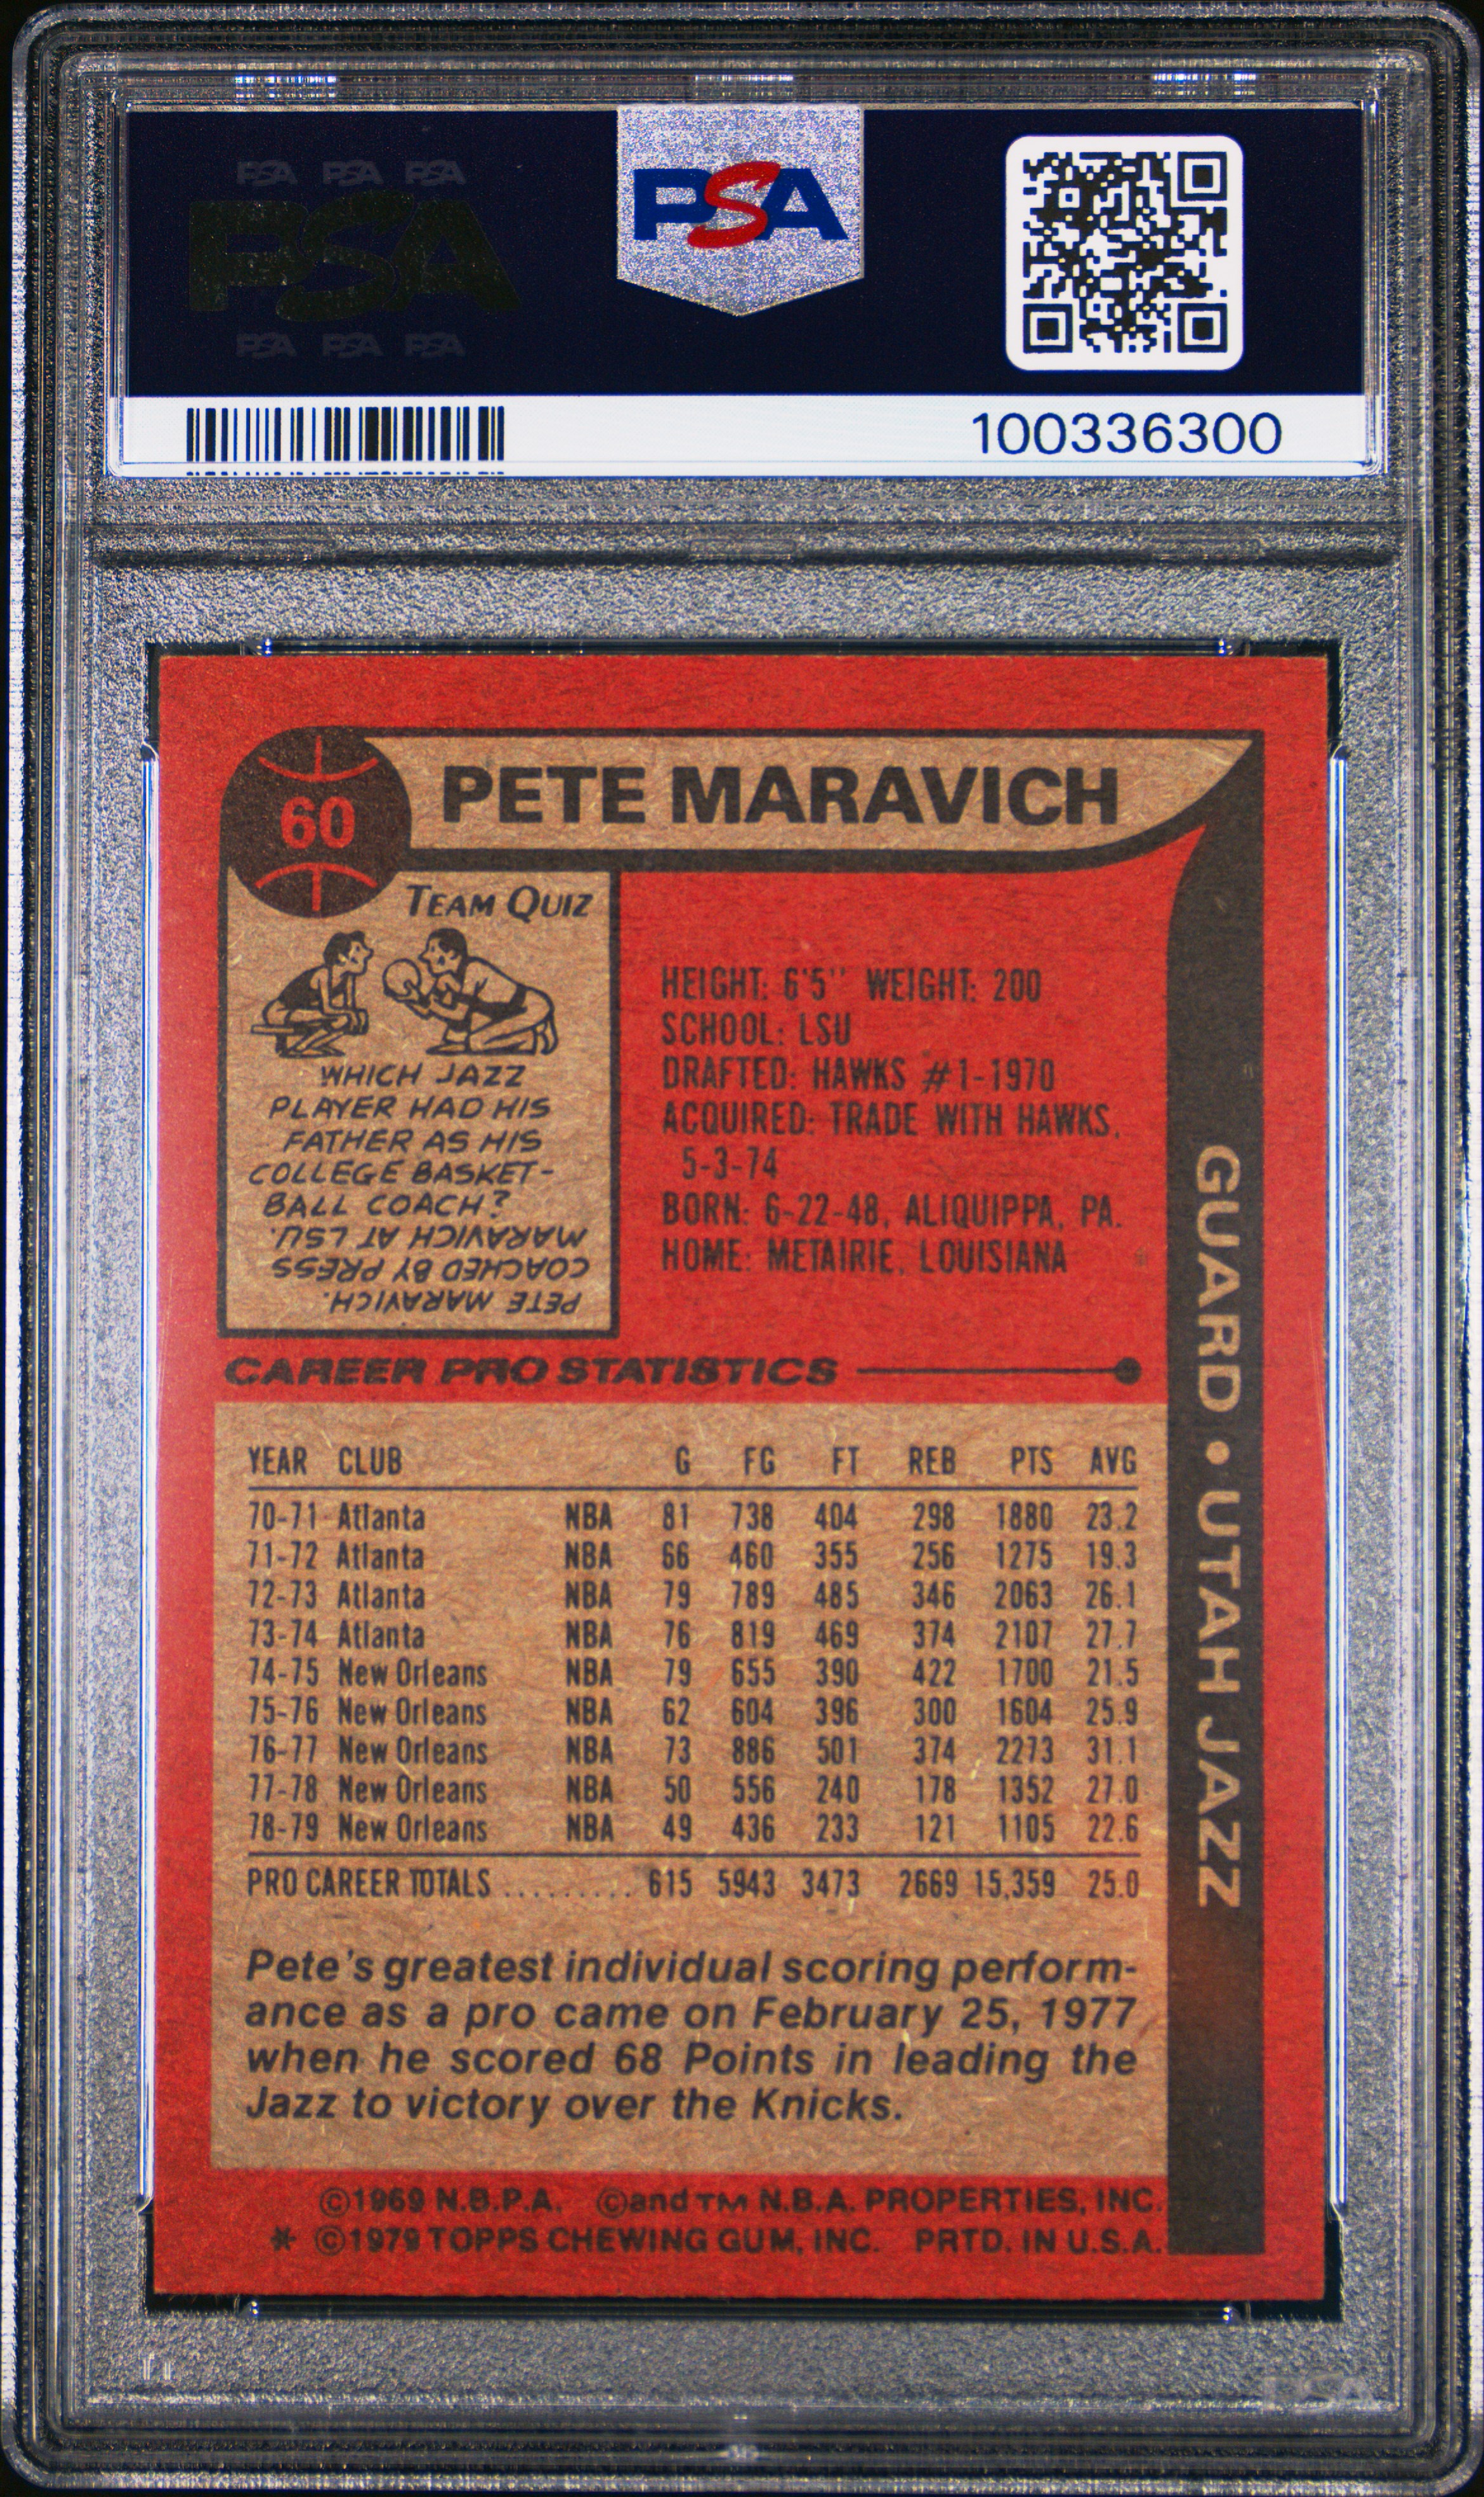 PSA PSA PSA
PSA
PSA PSA PSA
PSA
100336300
60
PETE MARAVICH
TEAM QUIZ
WHICH JAZZ
PLAYER HAD HIS
FATHER AS HIS
COLLEGE BASKET-
BALL COACH?
PETE MARAVICH.
COACHED BY PRESS
MARAVICH AT LSU.
HEIGHT: 6'5" WEIGHT: 200
SCHOOL: LSU
DRAFTED: HAWKS #1-1970
ACQUIRED: TRADE WITH HAWKS,
5-3-74
BORN: 6-22-48, ALIQUIPPA, PA.
HOME: METAIRIE, LOUISIANA
GUARD • UTAH JAZZ
CAREER PRO STATISTICS
YEAR CLUB G FG FT REB PTS AVG
70-71 Atlanta NBA 81 738 404 298 1880 23.2
71-72 Atlanta NBA 66 460 355 256 1275 19.3
72-73 Atlanta NBA 79 789 485 346 2063 26.1
73-74 Atlanta NBA 76 819 469 374 2107 27.7
74-75 New Orleans NBA 79 655 390 422 1700 21.5
75-76 New Orleans NBA 62 604 396 300 1604 25.9
76-77 New Orleans NBA 73 886 501 374 2273 31.1
77-78 New Orleans NBA 50 556 240 178 1352 27.0
78-79 New Orleans NBA 49 436 233 121 1105 22.6
PRO CAREER TOTALS ......... 615 5943 3473 2669 15,359 25.0
Pete's greatest individual scoring perform-
ance as a pro came on February 25, 1977
when he scored 68 Points in leading the
Jazz to victory over the Knicks.
©1969 N.B.P.A. ©and TM N.B.A. PROPERTIES, INC.
* ©1979 TOPPS CHEWING GUM, INC. PRTD. IN U.S.A.
PSA